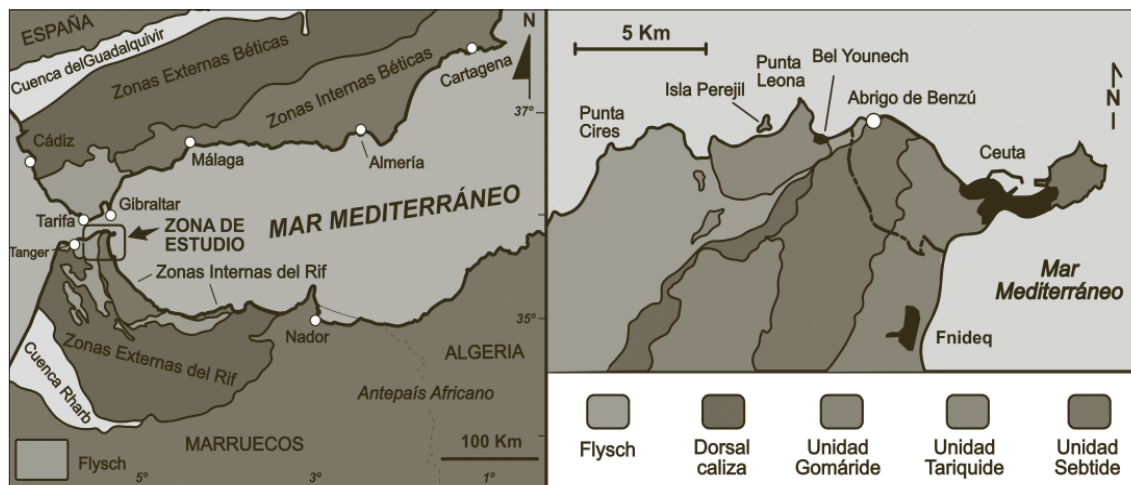 ESPAÑA
Cuenca del Guadalquivir
Zonas Externas Béticas
Zonas Internas Béticas
N
Cartagena
37º
Cádiz
Málaga
Almería
MAR MEDITERRÁNEO
Gibraltar
Tarifa
ZONA DE
ESTUDIO
Tanger
Zonas Internas del Rif
35º
Nador
Zonas Externas del Rif
ALGERIA
Cuenca Rharb
Antepaís Africano
MARRUECOS
100 Km
Flysch
5º
3º
1º
5 Km
Punta
Leona
Bel Younech
Isla Perejil
Abrigo de Benzú
N
Punta
Cires
Ceuta
Mar
Mediterráneo
Fnideq
Flysch
Dorsal
caliza
Unidad
Gomáride
Unidad
Tariquide
Unidad
Sebtide